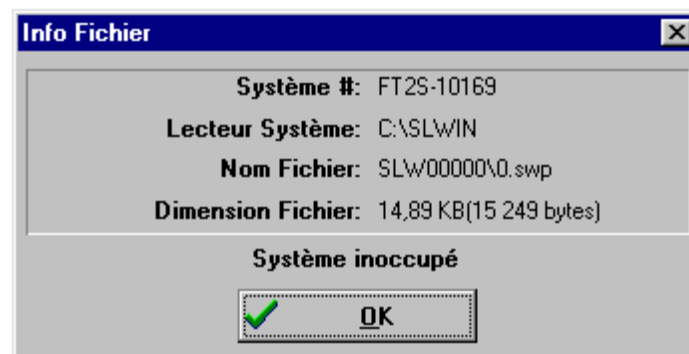 Info Fichier
Système #: FT2S-10169
Lecteur Système: C:\SLWIN
Nom Fichier: SLW00000\0.swp
Dimension Fichier: 14,89 KB(15 249 bytes)
Système inoccupé
OK